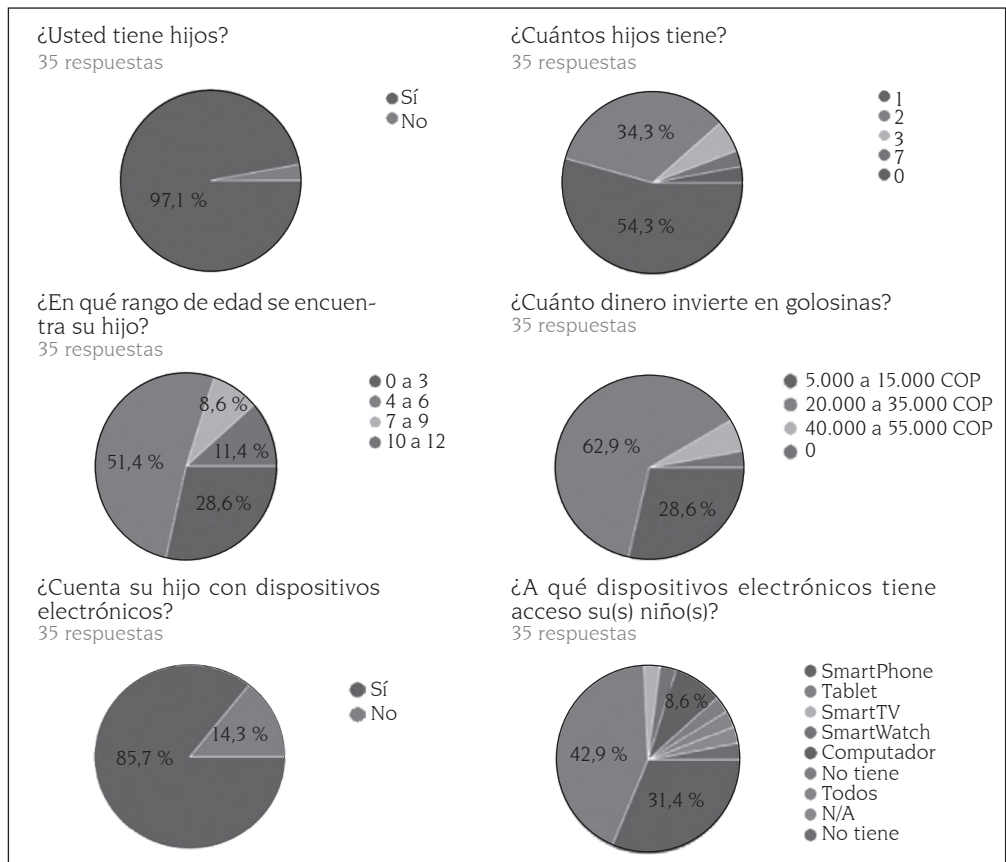 ¿Usted tiene hijos?
35 respuestas
Sí
No
97,1 %
¿Cuántos hijos tiene?
35 respuestas
1
2
3
7
0
34,3 %
54,3 %
¿En qué rango de edad se encuen-
tra su hijo?
35 respuestas
0 a 3
4 a 6
7 a 9
10 a 12
8,6 %
51,4 %
11,4 %
28,6 %
¿Cuánto dinero invierte en golosinas?
35 respuestas
5.000 a 15.000 COP
20.000 a 35.000 COP
40.000 a 55.000 COP
0
62,9 %
28,6 %
¿Cuenta su hijo con dispositivos
electrónicos?
35 respuestas
Sí
No
14,3 %
85,7 %
¿A qué dispositivos electrónicos tiene
acceso su(s) niño(s)?
35 respuestas
SmartPhone
Tablet
SmartTV
SmartWatch
Computador
No tiene
Todos
N/A
No tiene
8,6 %
42,9 %
31,4 %